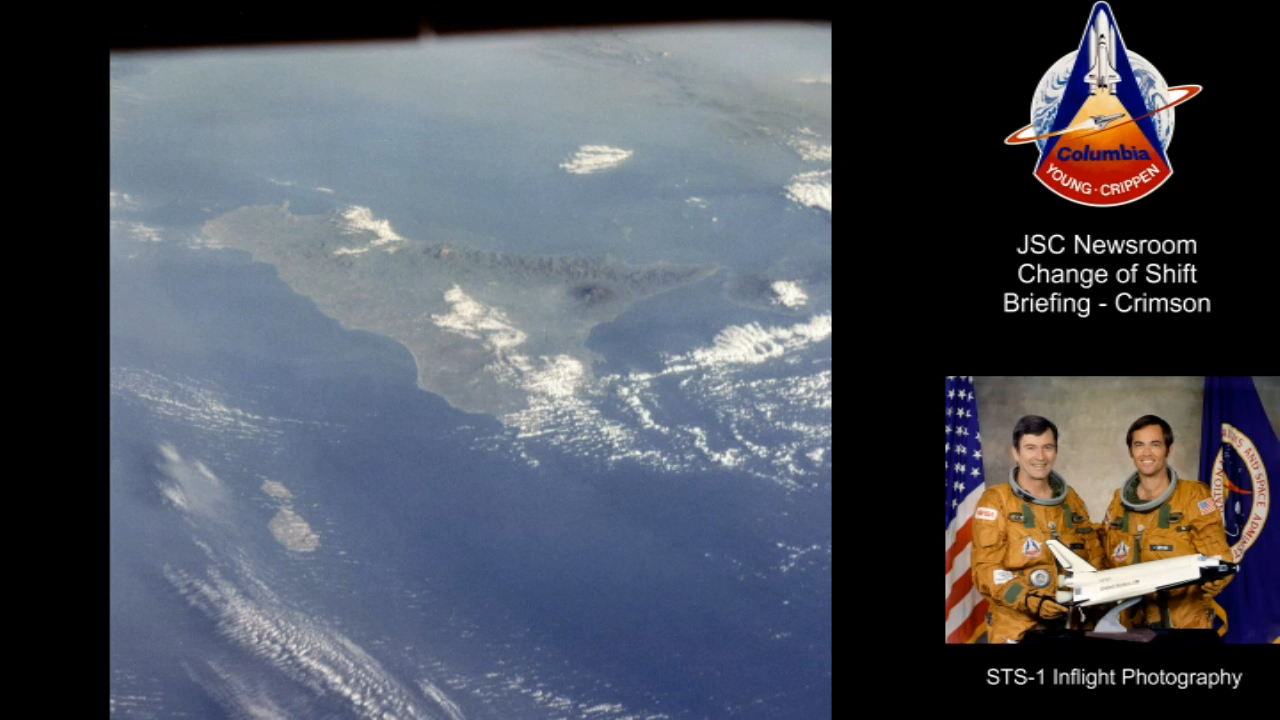 Columbia
YOUNG · CRIPPEN
JSC Newsroom
Change of Shift
Briefing - Crimson
STS-1 Inflight Photography